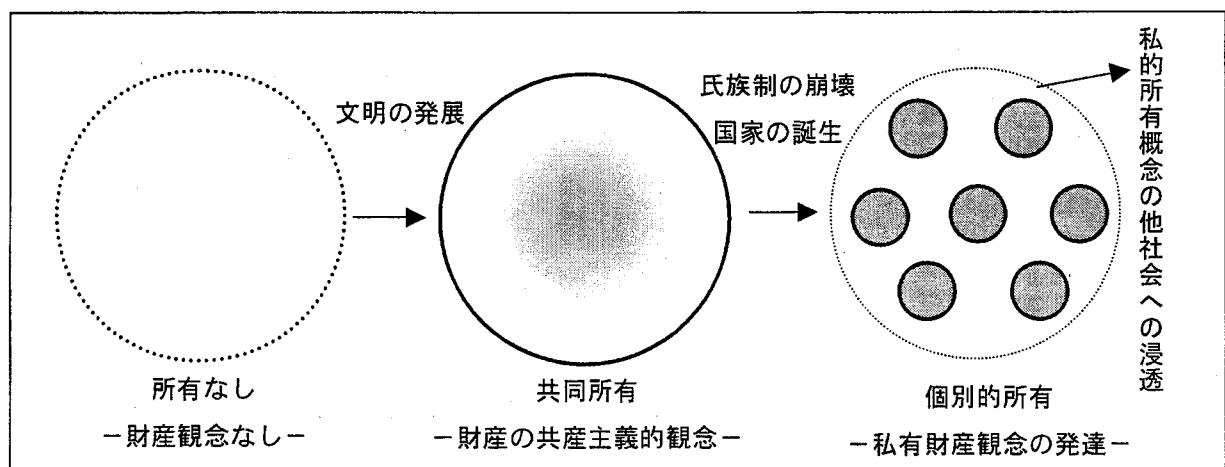 文明の発展
氏族制の崩壊
国家の誕生
私的所有概念の他社会への浸透
所有なし
−財産観念なし−
共同所有
−財産の共産主義的観念−
個別的所有
−私有財産観念の発達−